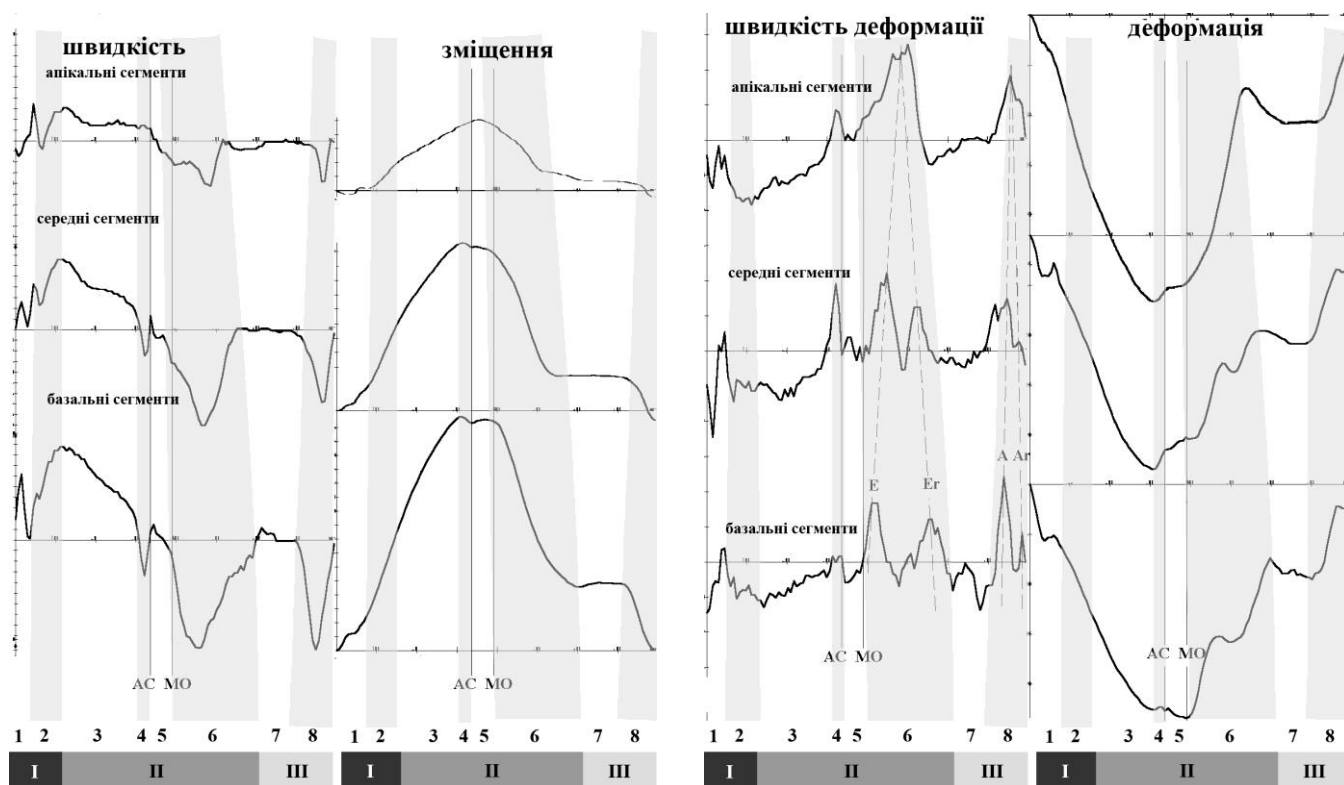 швидкість
апікальні сегменти
середні сегменти
базальні сегменти
AC MO
зміщення
AC MO
1 2 3 4 5 6 7 8
1 2 3 4 5 6 7 8
I II III
I II III
швидкість деформації
апікальні сегменти
середні сегменти
A Ar
E Er
базальні сегменти
AC MO
деформація
AC MO
1 2 3 4 5 6 7 8
1 2 3 4 5 6 7 8
I II III
I II III